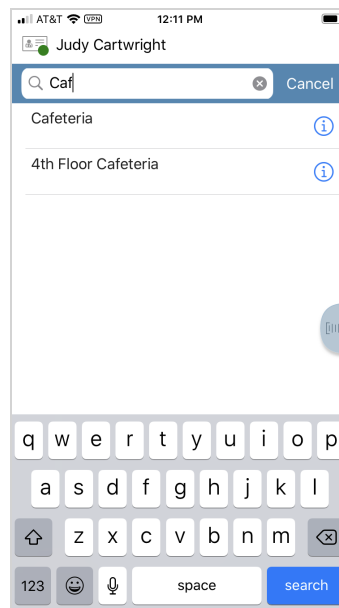 AT&T VPN 12:11 PM
Judy Cartwright
Caf Cancel
Cafeteria
4th Floor Cafeteria
q w e r t y u i o p
a s d f g h j k l
z x c v b n m
123 space search